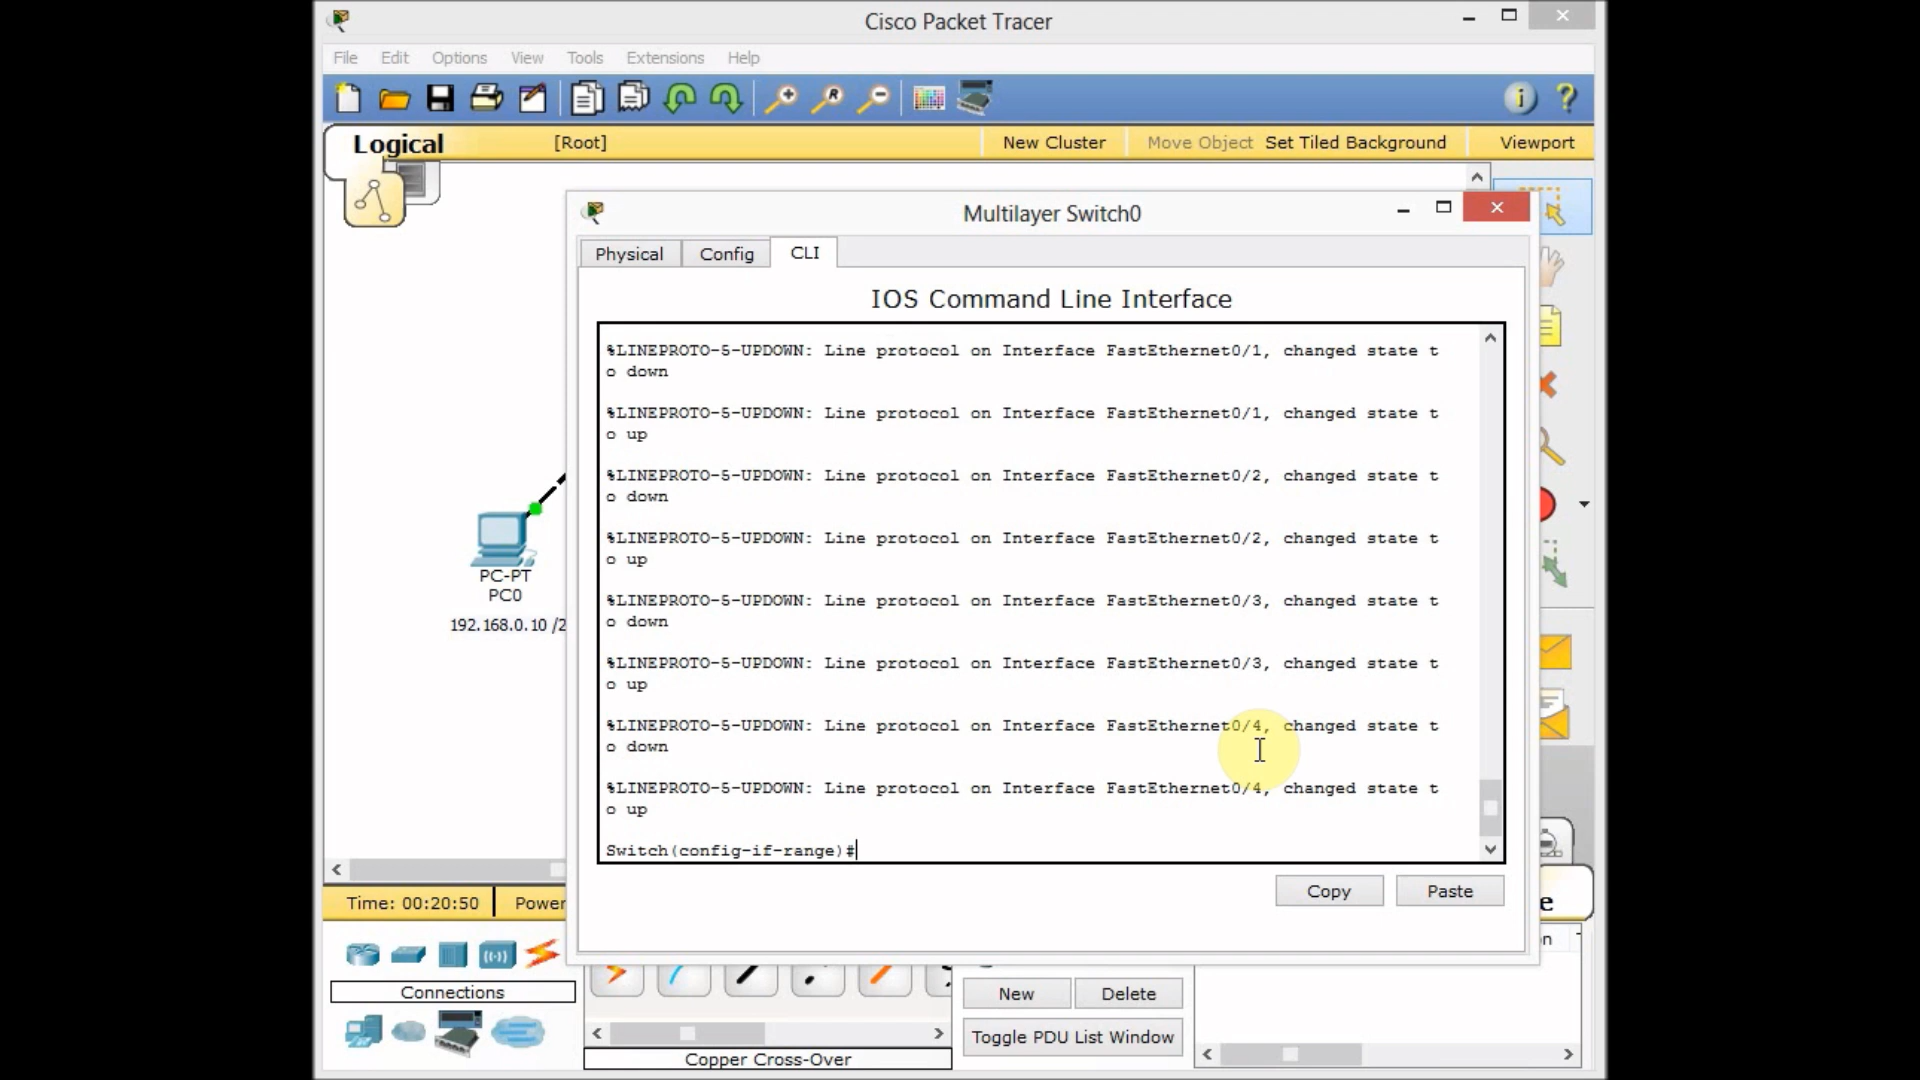 Cisco Packet Tracer
File Edit Options View Tools Extensions Help
Logical [Root] New Cluster Move Object Set Tiled Background Viewport
Multilayer Switch0
Physical Config CLI
IOS Command Line Interface
%LINEPROTO-5-UPDOWN: Line protocol on Interface FastEthernet0/1, changed state t
o down
%LINEPROTO-5-UPDOWN: Line protocol on Interface FastEthernet0/1, changed state t
o up
%LINEPROTO-5-UPDOWN: Line protocol on Interface FastEthernet0/2, changed state t
o down
%LINEPROTO-5-UPDOWN: Line protocol on Interface FastEthernet0/2, changed state t
o up
%LINEPROTO-5-UPDOWN: Line protocol on Interface FastEthernet0/3, changed state t
o down
%LINEPROTO-5-UPDOWN: Line protocol on Interface FastEthernet0/3, changed state t
o up
%LINEPROTO-5-UPDOWN: Line protocol on Interface FastEthernet0/4, changed state t
o down
%LINEPROTO-5-UPDOWN: Line protocol on Interface FastEthernet0/4, changed state t
o up
Switch(config-if-range)#
Copy Paste
PC-PT
PC0
192.168.0.10 /2
Time: 00:20:50 Power
Connections
New Delete
Toggle PDU List Window
Copper Cross-Over